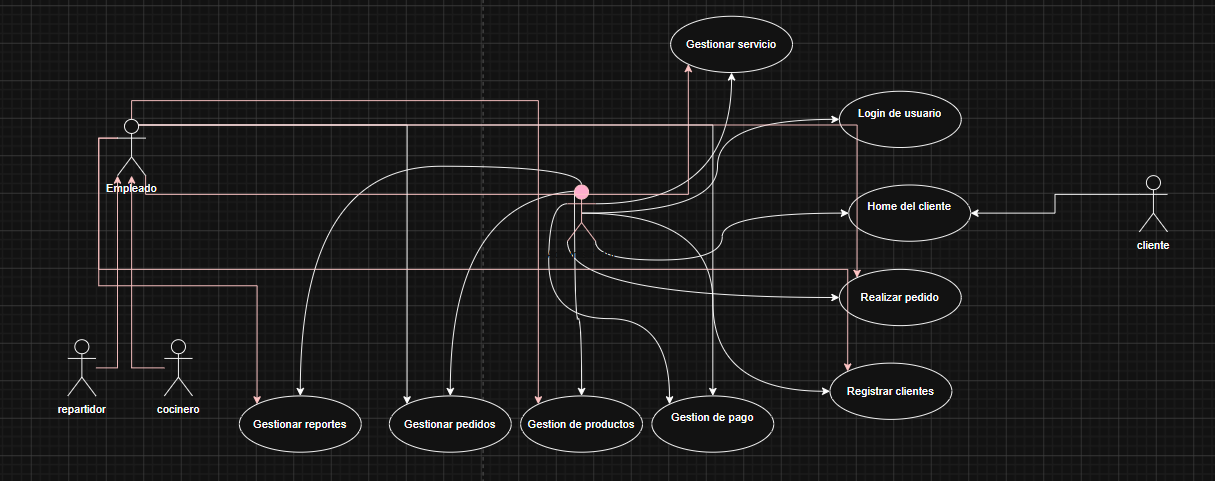 Gestionar servicio
Login de usuario
Empleado
Home del cliente
cliente
Realizar pedido
Registrar clientes
repartidor
cocinero
Gestionar reportes
Gestionar pedidos
Gestion de productos
Gestion de pago